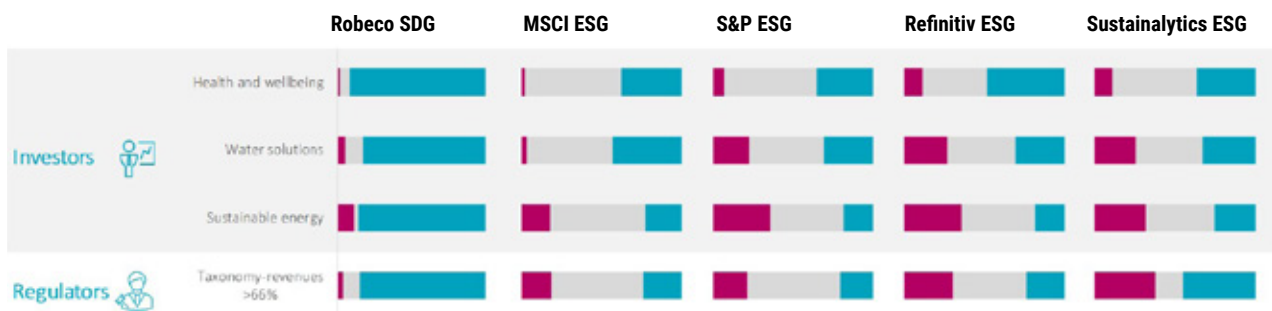 Robeco SDG MSCI ESG S&P ESG Refinitiv ESG Sustainalytics ESG
Health and wellbeing
Investors
Water solutions
Sustainable energy
Regulators
Taxonomy-revenues
>66%